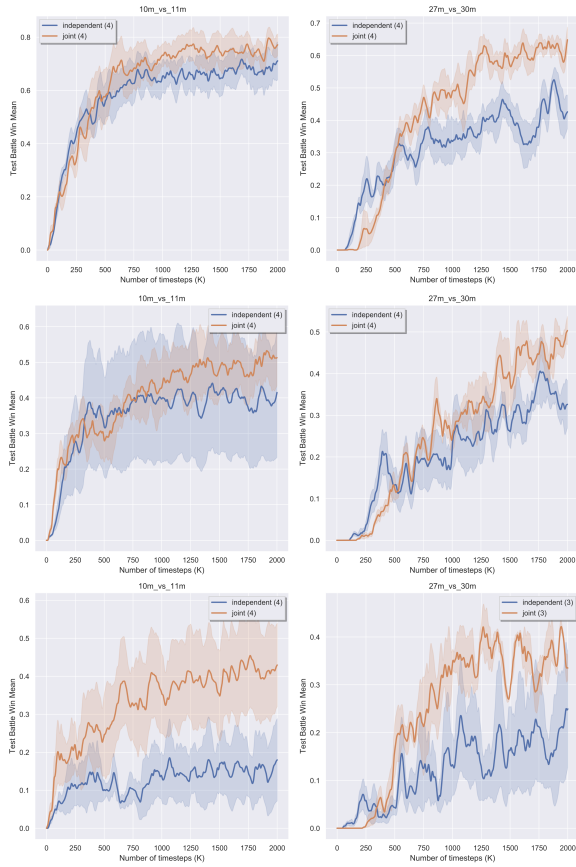 10m_vs_11m
independent (4)
joint (4)
Test Battle Win Mean
0.8
0.6
0.4
0.2
0.0
0 250 500 750 1000 1250 1500 1750 2000
Number of timesteps (K)
27m_vs_30m
independent (4)
joint (4)
Test Battle Win Mean
0.7
0.6
0.5
0.4
0.3
0.2
0.1
0.0
0 250 500 750 1000 1250 1500 1750 2000
Number of timesteps (K)
10m_vs_11m
independent (4)
joint (4)
Test Battle Win Mean
0.6
0.5
0.4
0.3
0.2
0.1
0.0
0 250 500 750 1000 1250 1500 1750 2000
Number of timesteps (K)
27m_vs_30m
independent (4)
joint (4)
Test Battle Win Mean
0.5
0.4
0.3
0.2
0.1
0.0
0 250 500 750 1000 1250 1500 1750 2000
Number of timesteps (K)
10m_vs_11m
independent (4)
joint (4)
Test Battle Win Mean
0.6
0.5
0.4
0.3
0.2
0.1
0.0
0 250 500 750 1000 1250 1500 1750 2000
Number of timesteps (K)
27m_vs_30m
independent (3)
joint (3)
Test Battle Win Mean
0.4
0.3
0.2
0.1
0.0
0 250 500 750 1000 1250 1500 1750 2000
Number of timesteps (K)